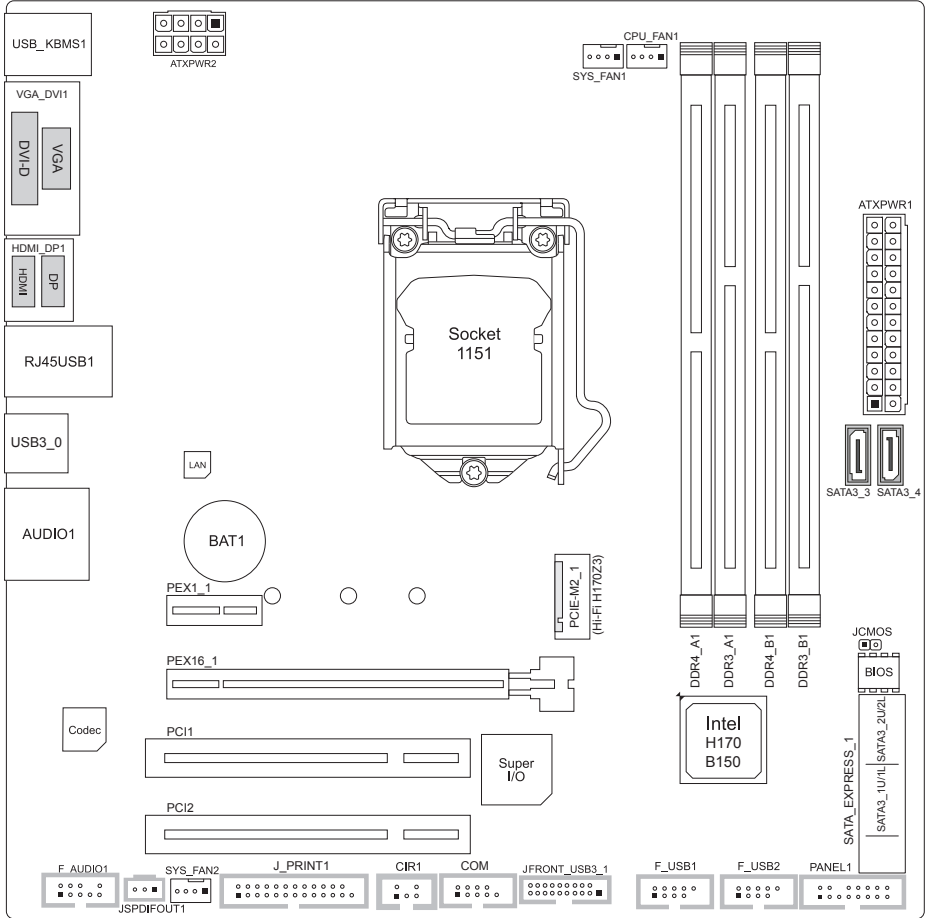 USB_KBMS1
ATXPWR2
CPU_FAN1
SYS_FAN1
VGA_DVI1
DVI-D
VGA
ATXPWR1
HDMI_DP1
HDMI
DP
Socket
1151
RJ45USB1
USB3_0
LAN
SATA3_3
SATA3_4
AUDIO1
BAT1
PEX1_1
PCIE-M2_1
(Hi-Fi H170Z3)
DDR4_A1
DDR3_A1
DDR4_B1
DDR3_B1
JCMOS
BIOS
PEX16_1
Codec
PCI1
Super
I/O
Intel
H170
B150
SATA_EXPRESS_1
SATA3_2U/2L
SATA3_1U/1L
PCI2
F_AUDIO1
JSPDIFOUT1
SYS_FAN2
J_PRINT1
CIR1
COM
JFRONT_USB3_1
F_USB1
F_USB2
PANEL1